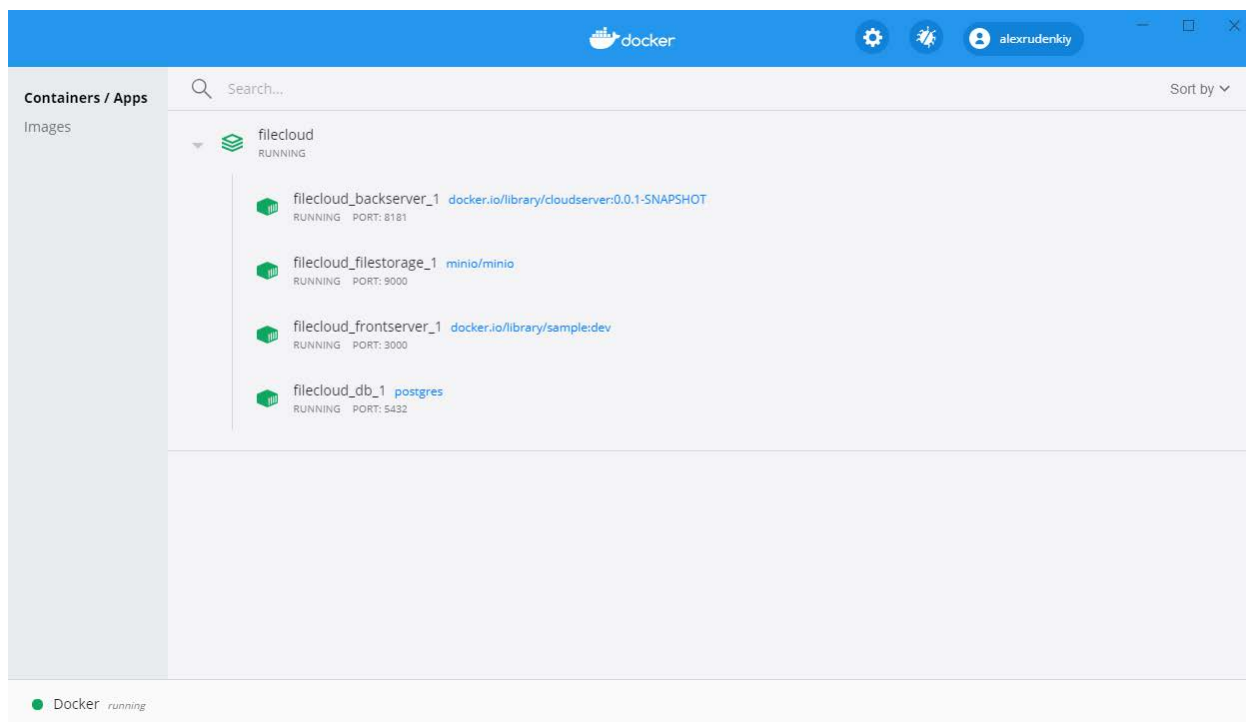 docker
alexrudenkiy
Containers / Apps
Images
Search...
Sort by
filecloud
RUNNING
filecloud_backserver_1 docker.io/library/cloudserver:0.0.1-SNAPSHOT
RUNNING PORT: 8181
filecloud_filestorage_1 minio/minio
RUNNING PORT: 9000
filecloud_frontserver_1 docker.io/library/sample:dev
RUNNING PORT: 3000
filecloud_db_1 postgres
RUNNING PORT: 5432
Docker running